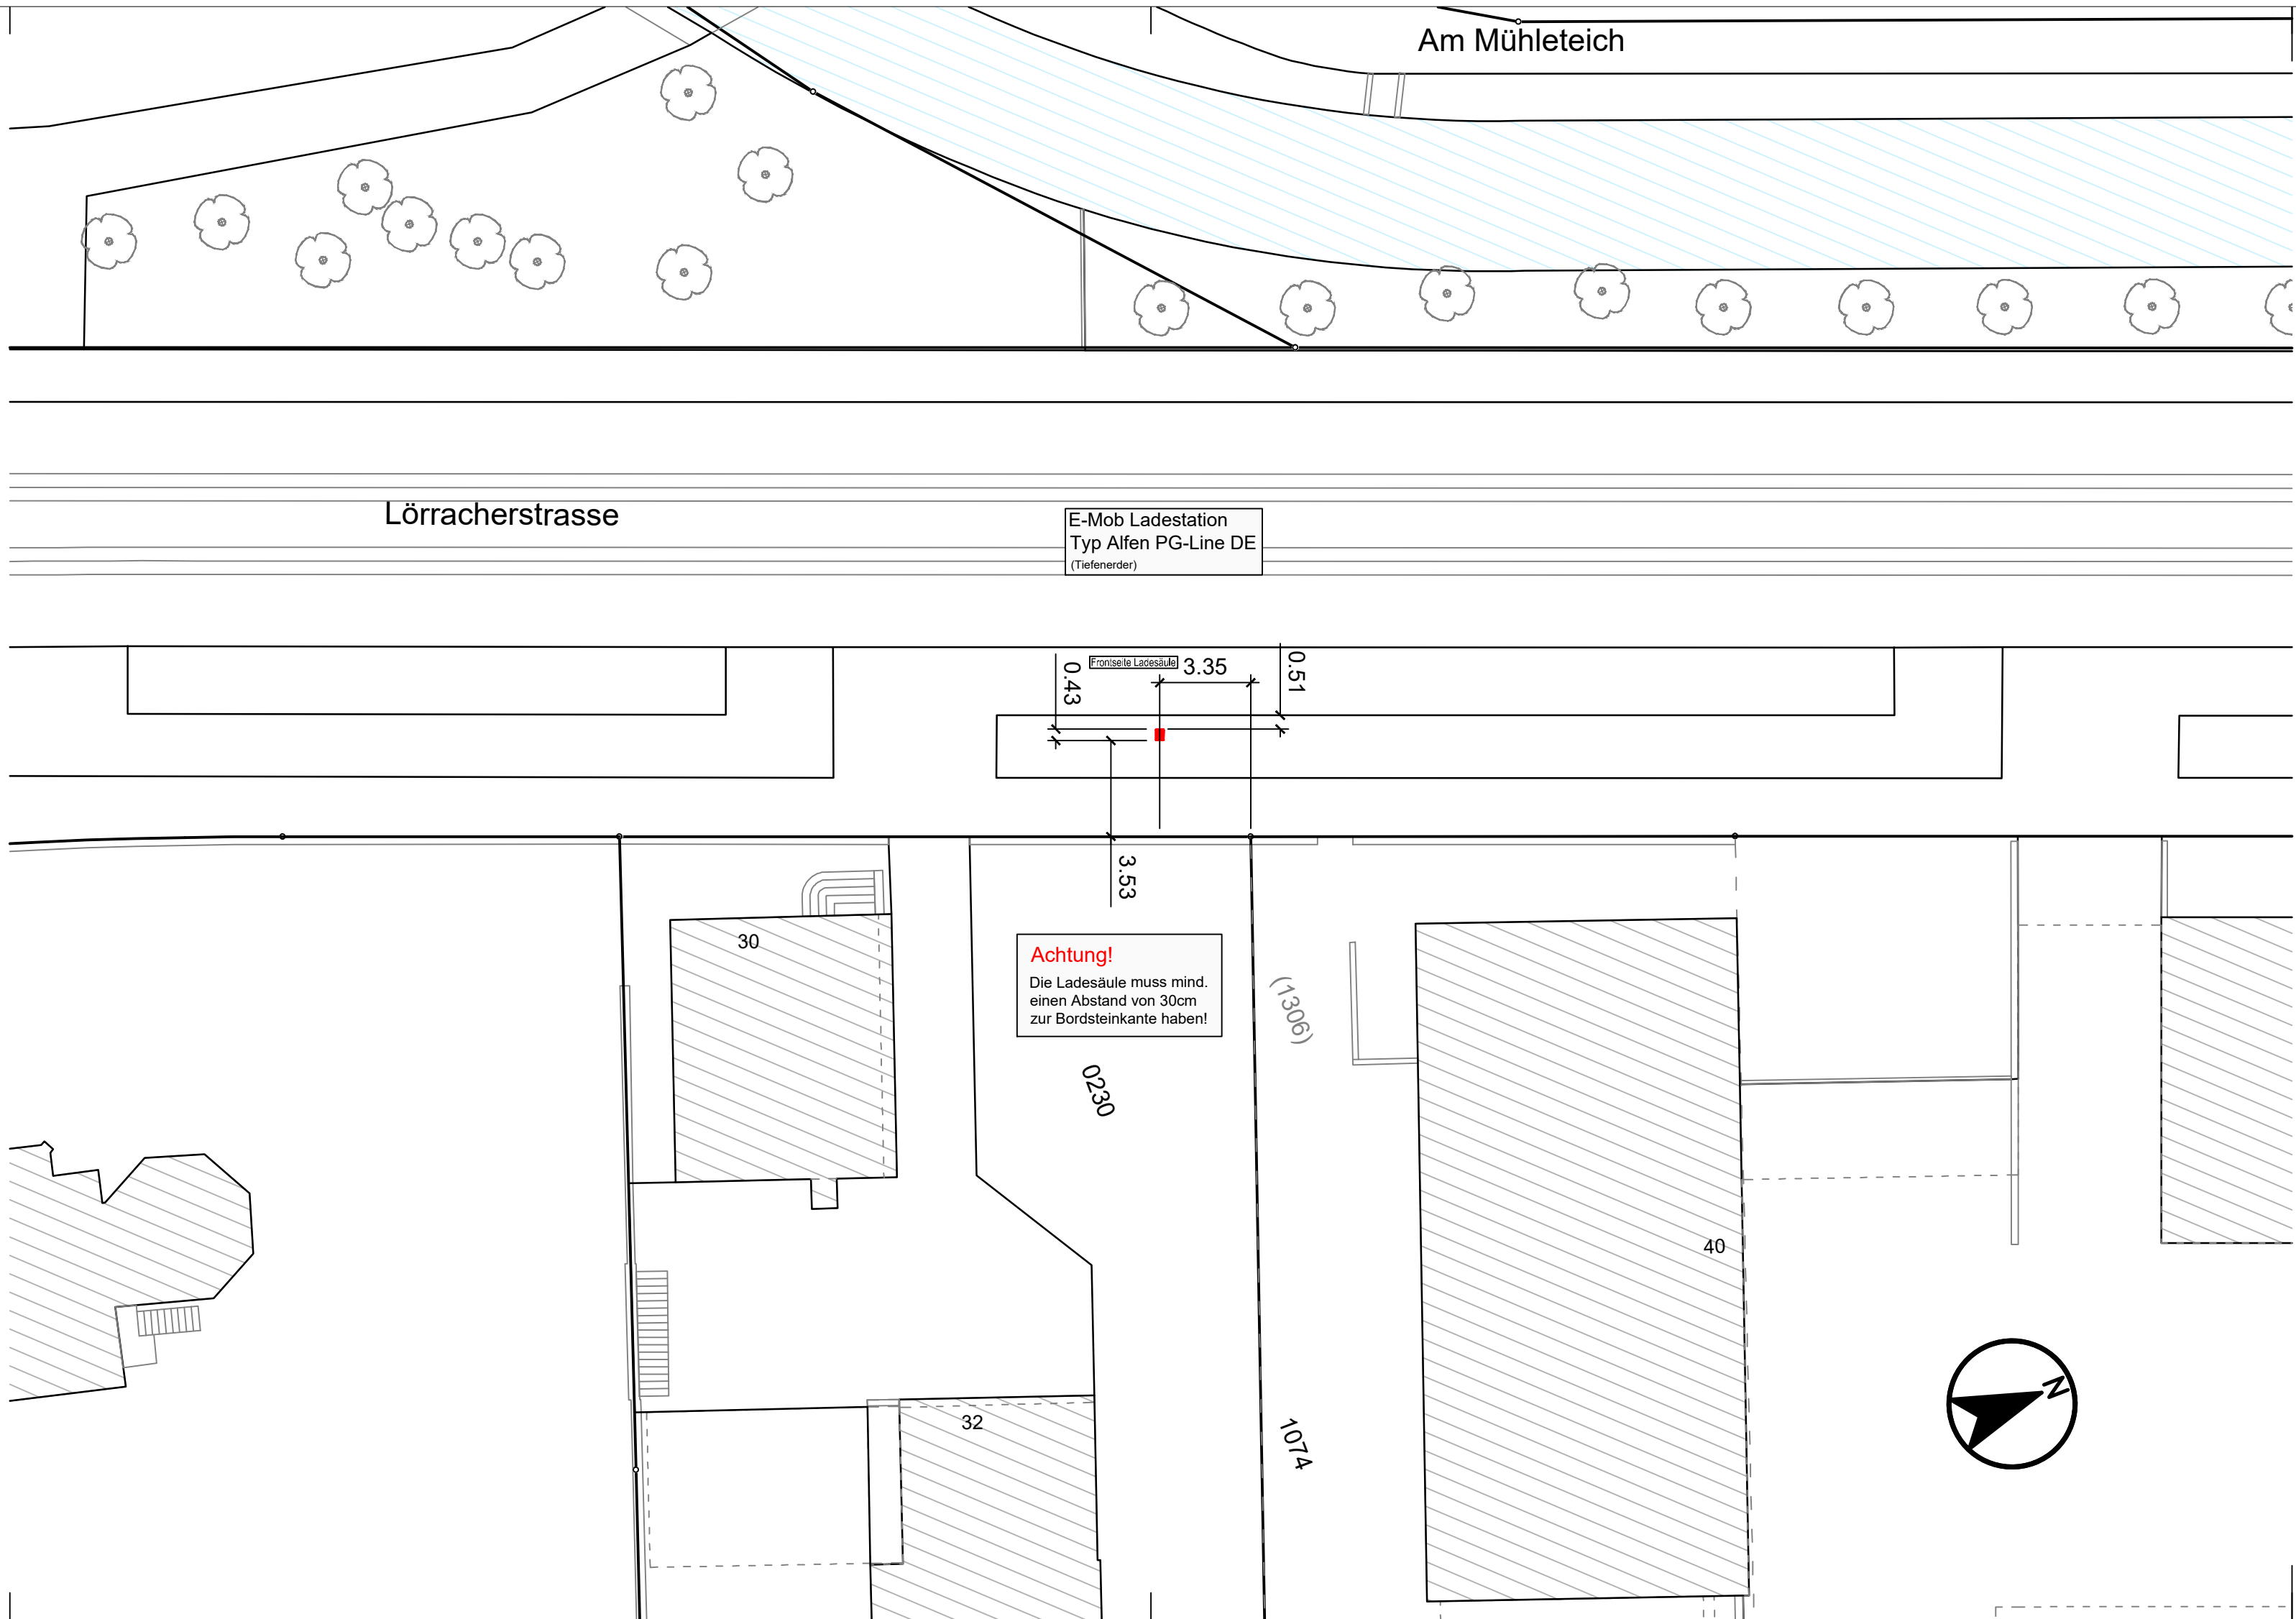 Am Mühleteich
Lörracherstrasse
E-Mob Ladestation
Typ Alfen PG-Line DE
(Tiefenerder)
Frontseite Ladesäule
3.35
0.43
0.51
3.53
30
Achtung!
Die Ladesäule muss mind.
einen Abstand von 30cm
zur Bordsteinkante haben!
(1306)
0230
40
32
1074
N